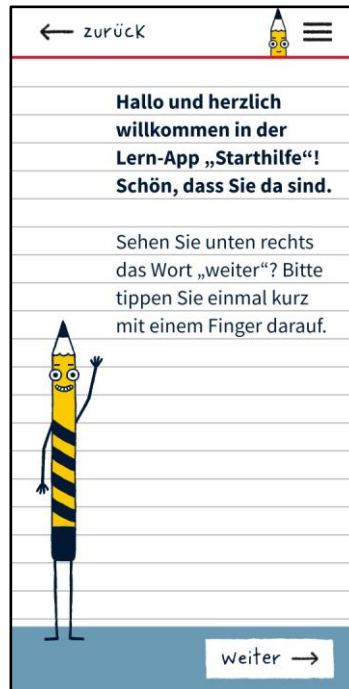 ← zurück
Hallo und herzlich
willkommen in der
Lern-App „Starthilfe“!
Schön, dass Sie da sind.
Sehen Sie unten rechts
das Wort „weiter“? Bitte
tippen Sie einmal kurz
mit einem Finger darauf.
weiter →